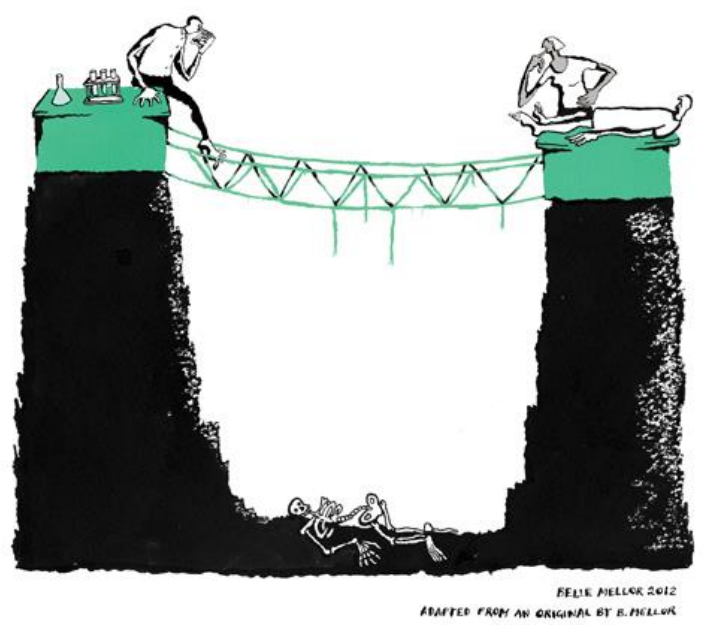 BELLE MELLOR 2012
ADAPTED FROM AN ORIGINAL BY B. MELLOR